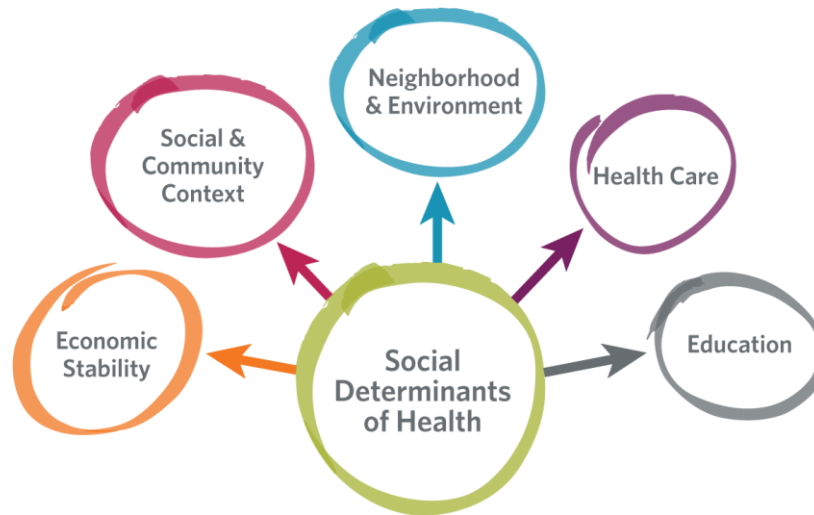 Neighborhood
& Environment
Social &
Community
Context
Health Care
Economic
Stability
Social
Determinants
of Health
Education